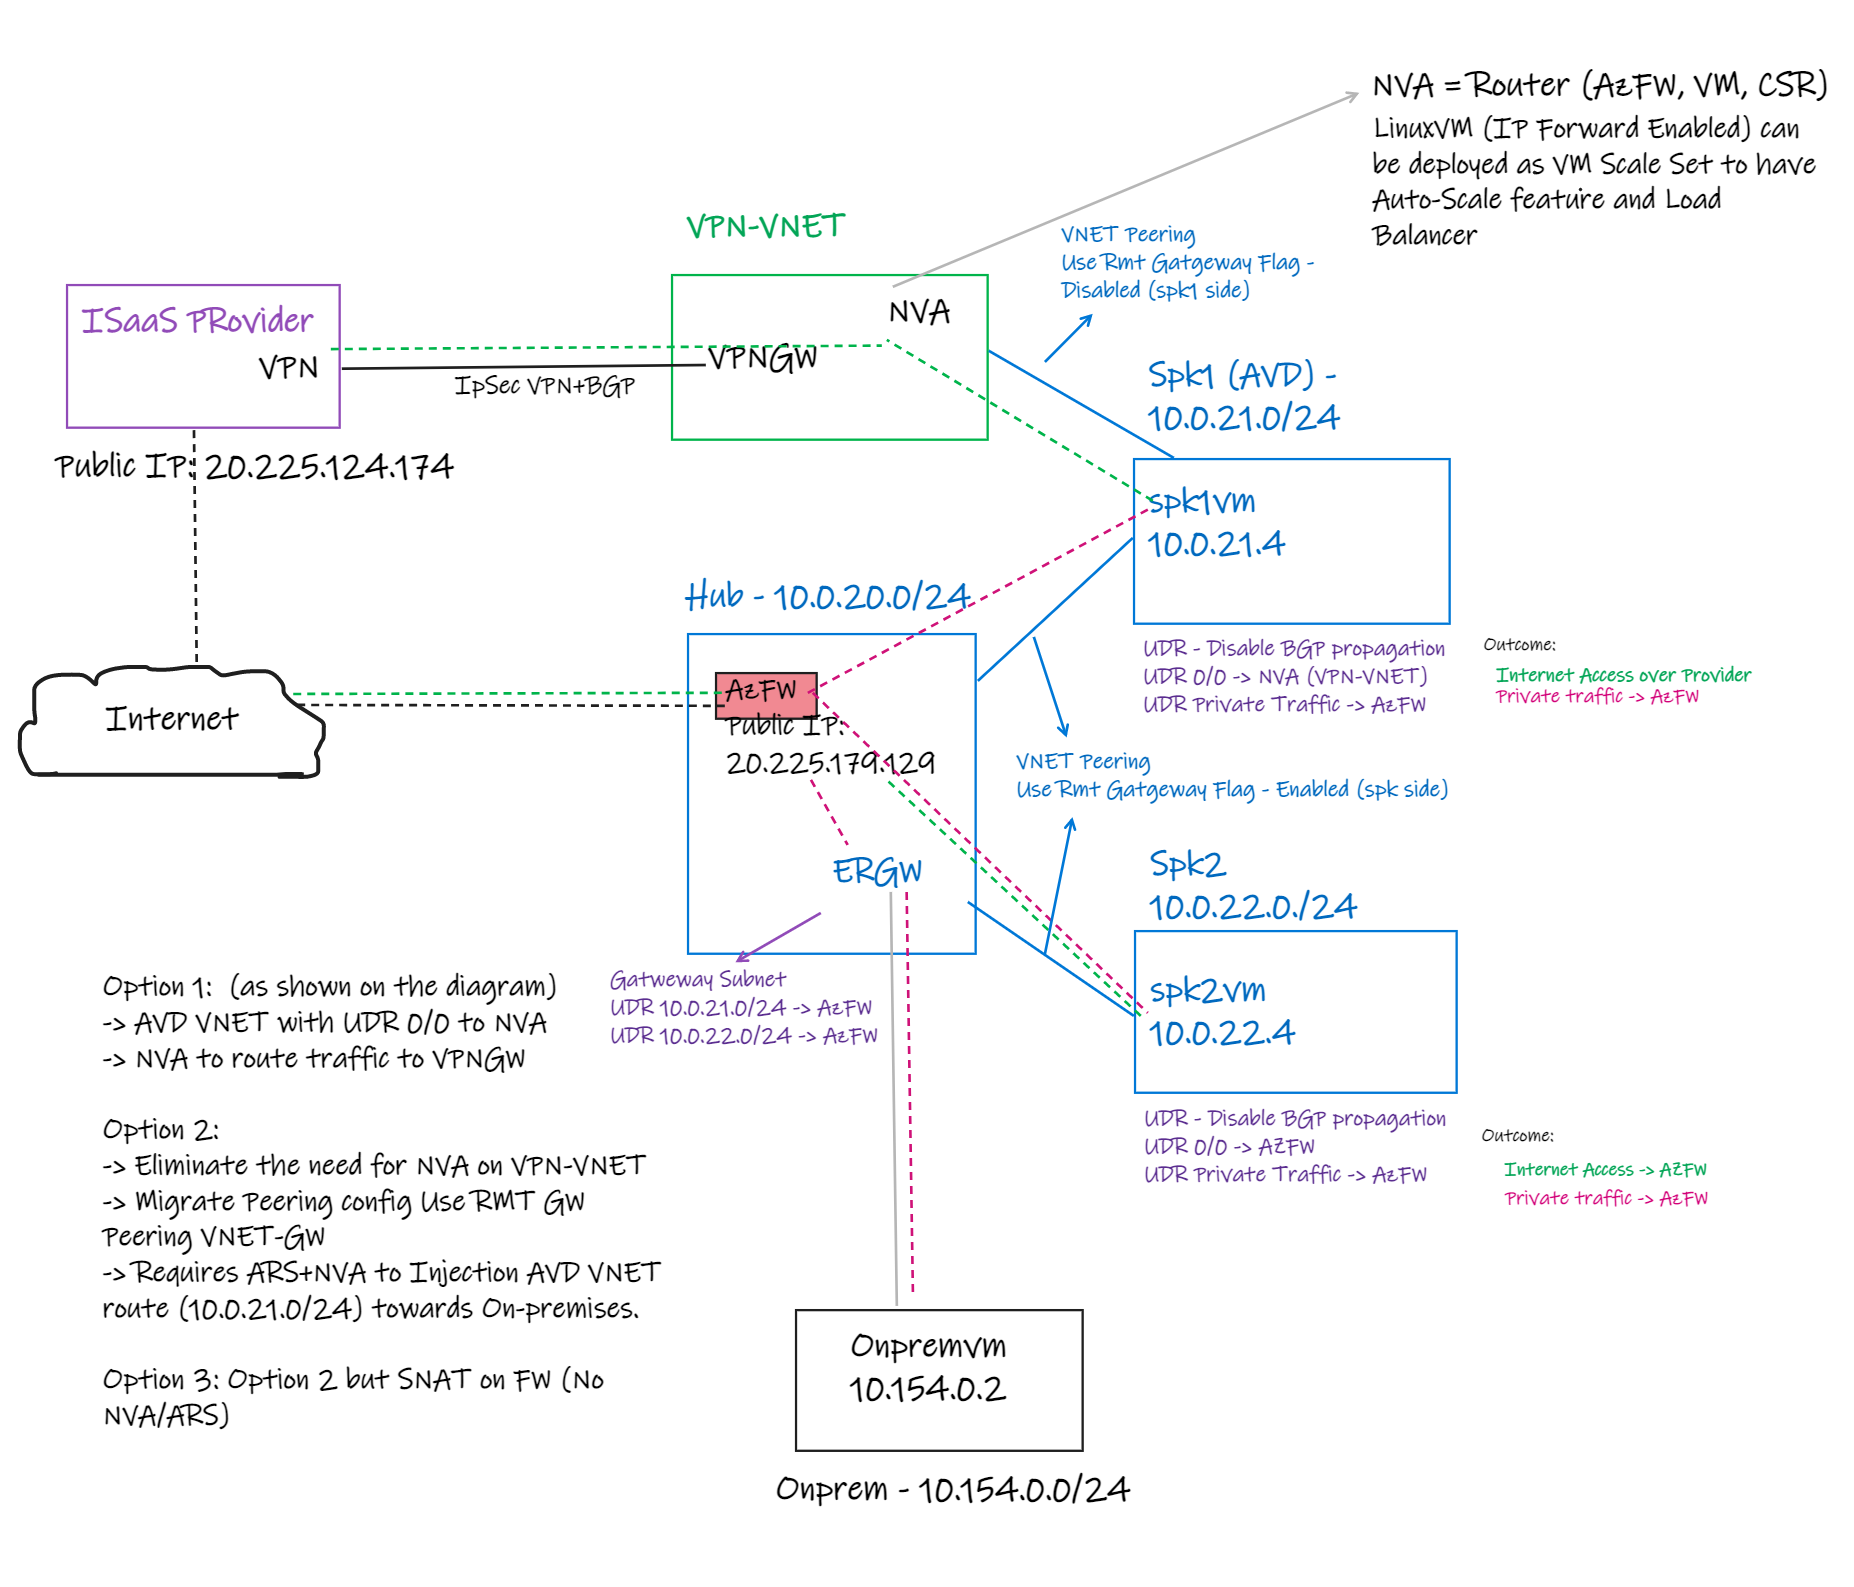 NVA = Router (AzFW, VM, CSR)
LinuxVM (IP Forward Enabled) can
be deployed as VM Scale Set to have
Auto-Scale feature and Load
Balancer
VPN-VNET
VNET Peering
Use Rmt Gatgeway Flag -
Disabled (spk1 side)
ISaaS PRovider
VPN
NVA
VPNGW
IpSec VPN+BGP
Public IP: 20.225.124.174
Spk1 (AVD) -
10.0.21.0/24
spk1vm
10.0.21.4
Hub - 10.0.20.0/24
UDR - Disable BGP propagation
UDR 0/0 -> NVA (VPN-VNET)
UDR Private Traffic -> AzFW
Outcome:
Internet Access over Provider
Private traffic -> AzFW
Internet
AzFW
Public IP:
20.225.179.129
VNET Peering
Use Rmt Gatgeway Flag - Enabled (spk side)
ERGW
Spk2
10.0.22.0./24
spk2vm
10.0.22.4
Gatweway Subnet
UDR 10.0.21.0/24 -> AzFW
UDR 10.0.22.0/24 -> AzFW
Option 1: (as shown on the diagram)
-> AVD VNET with UDR 0/0 to NVA
-> NVA to route traffic to VPNGW
Option 2:
-> Eliminate the need for NVA on VPN-VNET
-> Migrate Peering config Use RMT GW
Peering VNET-GW
-> Requires ARS+NVA to Injection AVD VNET
route (10.0.21.0/24) towards On-premises.
Option 3: Option 2 but SNAT on FW (No
NVA/ARS)
UDR - Disable BGP propagation
UDR 0/0 -> AZFW
UDR Private Traffic -> AzFW
Outcome:
Internet Access -> AZFW
Private traffic -> AzFW
Onpremvm
10.154.0.2
Onprem - 10.154.0.0/24